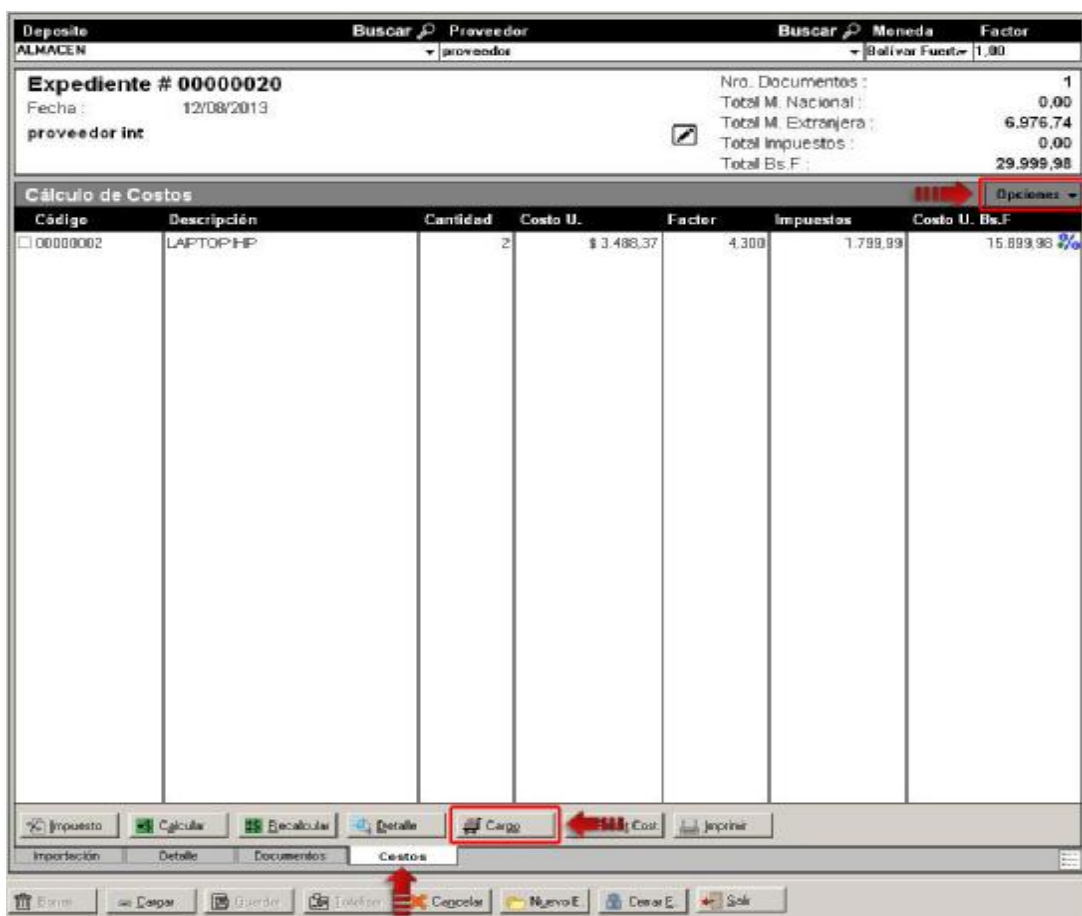 Deposito Buscar Proveedor Buscar Moneda Factor
ALMACEN proveedor Bolívar Fuerte 1,00
Expediente # 00000020
Fecha : 12/08/2013
proveedor int
Nro. Documentos : 1
Total M. Nacional : 0,00
Total M. Extranjera : 6.976,74
Total Impuestos : 0,00
Total Bs.F : 29.999,98
Cálculo de Costos Opciones
Código Descripción Cantidad Costo U. Factor Impuestos Costo U. Bs.F
00000002 LAPTOP HP 2 $ 3.488,37 4,300 1.799,99 15.899,98 %
Impuesto Calcular Recalcular Detalle Cargo Cost Imprimir
Importación Detalle Documentos Costos
Borrar Cargar Guardar Totalizar Cancelar Nuevo E. Cerrar E. Salir